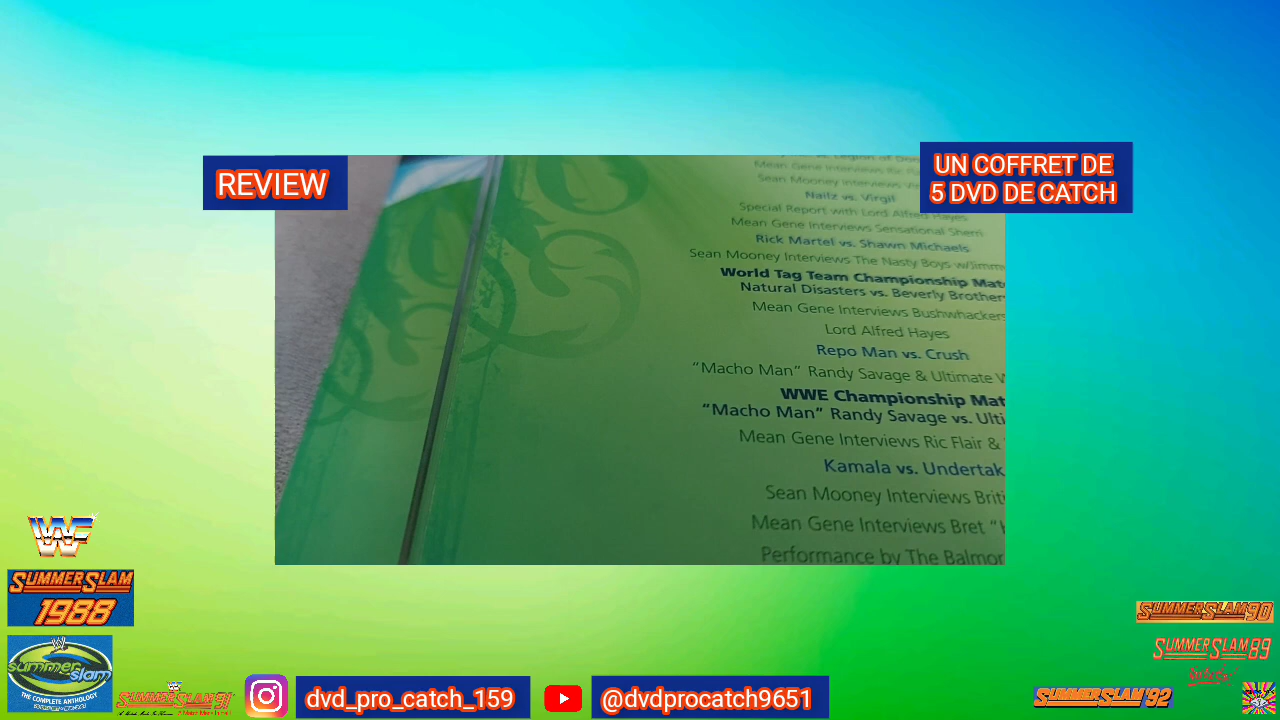 REVIEW
UN COFFRET DE
5 DVD DE CATCH
Mean Gene Interviews
Sean Mooney Interviews
Nailz vs. Virgil
Special Report with Lord Alfred Hayes
Mean Gene Interviews Sensational Sherri
Rick Martel vs. Shawn Michaels
Sean Mooney Interviews The Nasty Boys w/Jimm
World Tag Team Championship Mat
Natural Disasters vs. Beverly Brother
Mean Gene Interviews Bushwhackers
Lord Alfred Hayes
Repo Man vs. Crush
“Macho Man” Randy Savage & Ultimate W
WWE Championship Mat
“Macho Man” Randy Savage vs. Ulti
Mean Gene Interviews Ric Flair &
Kamala vs. Undertak
Sean Mooney Interviews Briti
Mean Gene Interviews Bret “H
Performance by The Balmor
WF
SUMMERSLAM
1988
summerslam
THE COMPLETE ANTHOLOGY
SUMMERSLAM 91
dvd_pro_catch_159
@dvdprocatch9651
SUMMERSLAM 90
SUMMERSLAM 89
SUMMERSLAM '92